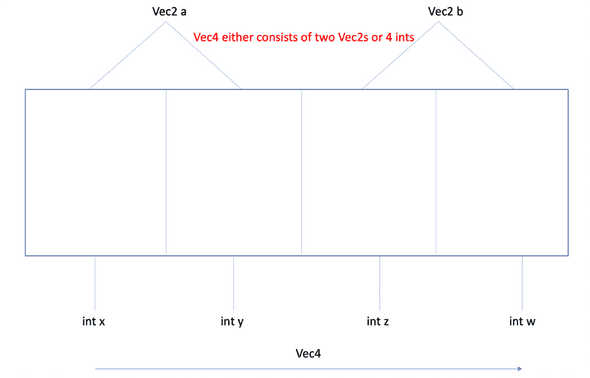 Vec2 a
Vec2 b
Vec4 either consists of two Vec2s or 4 ints
int x
int y
int z
int w
Vec4